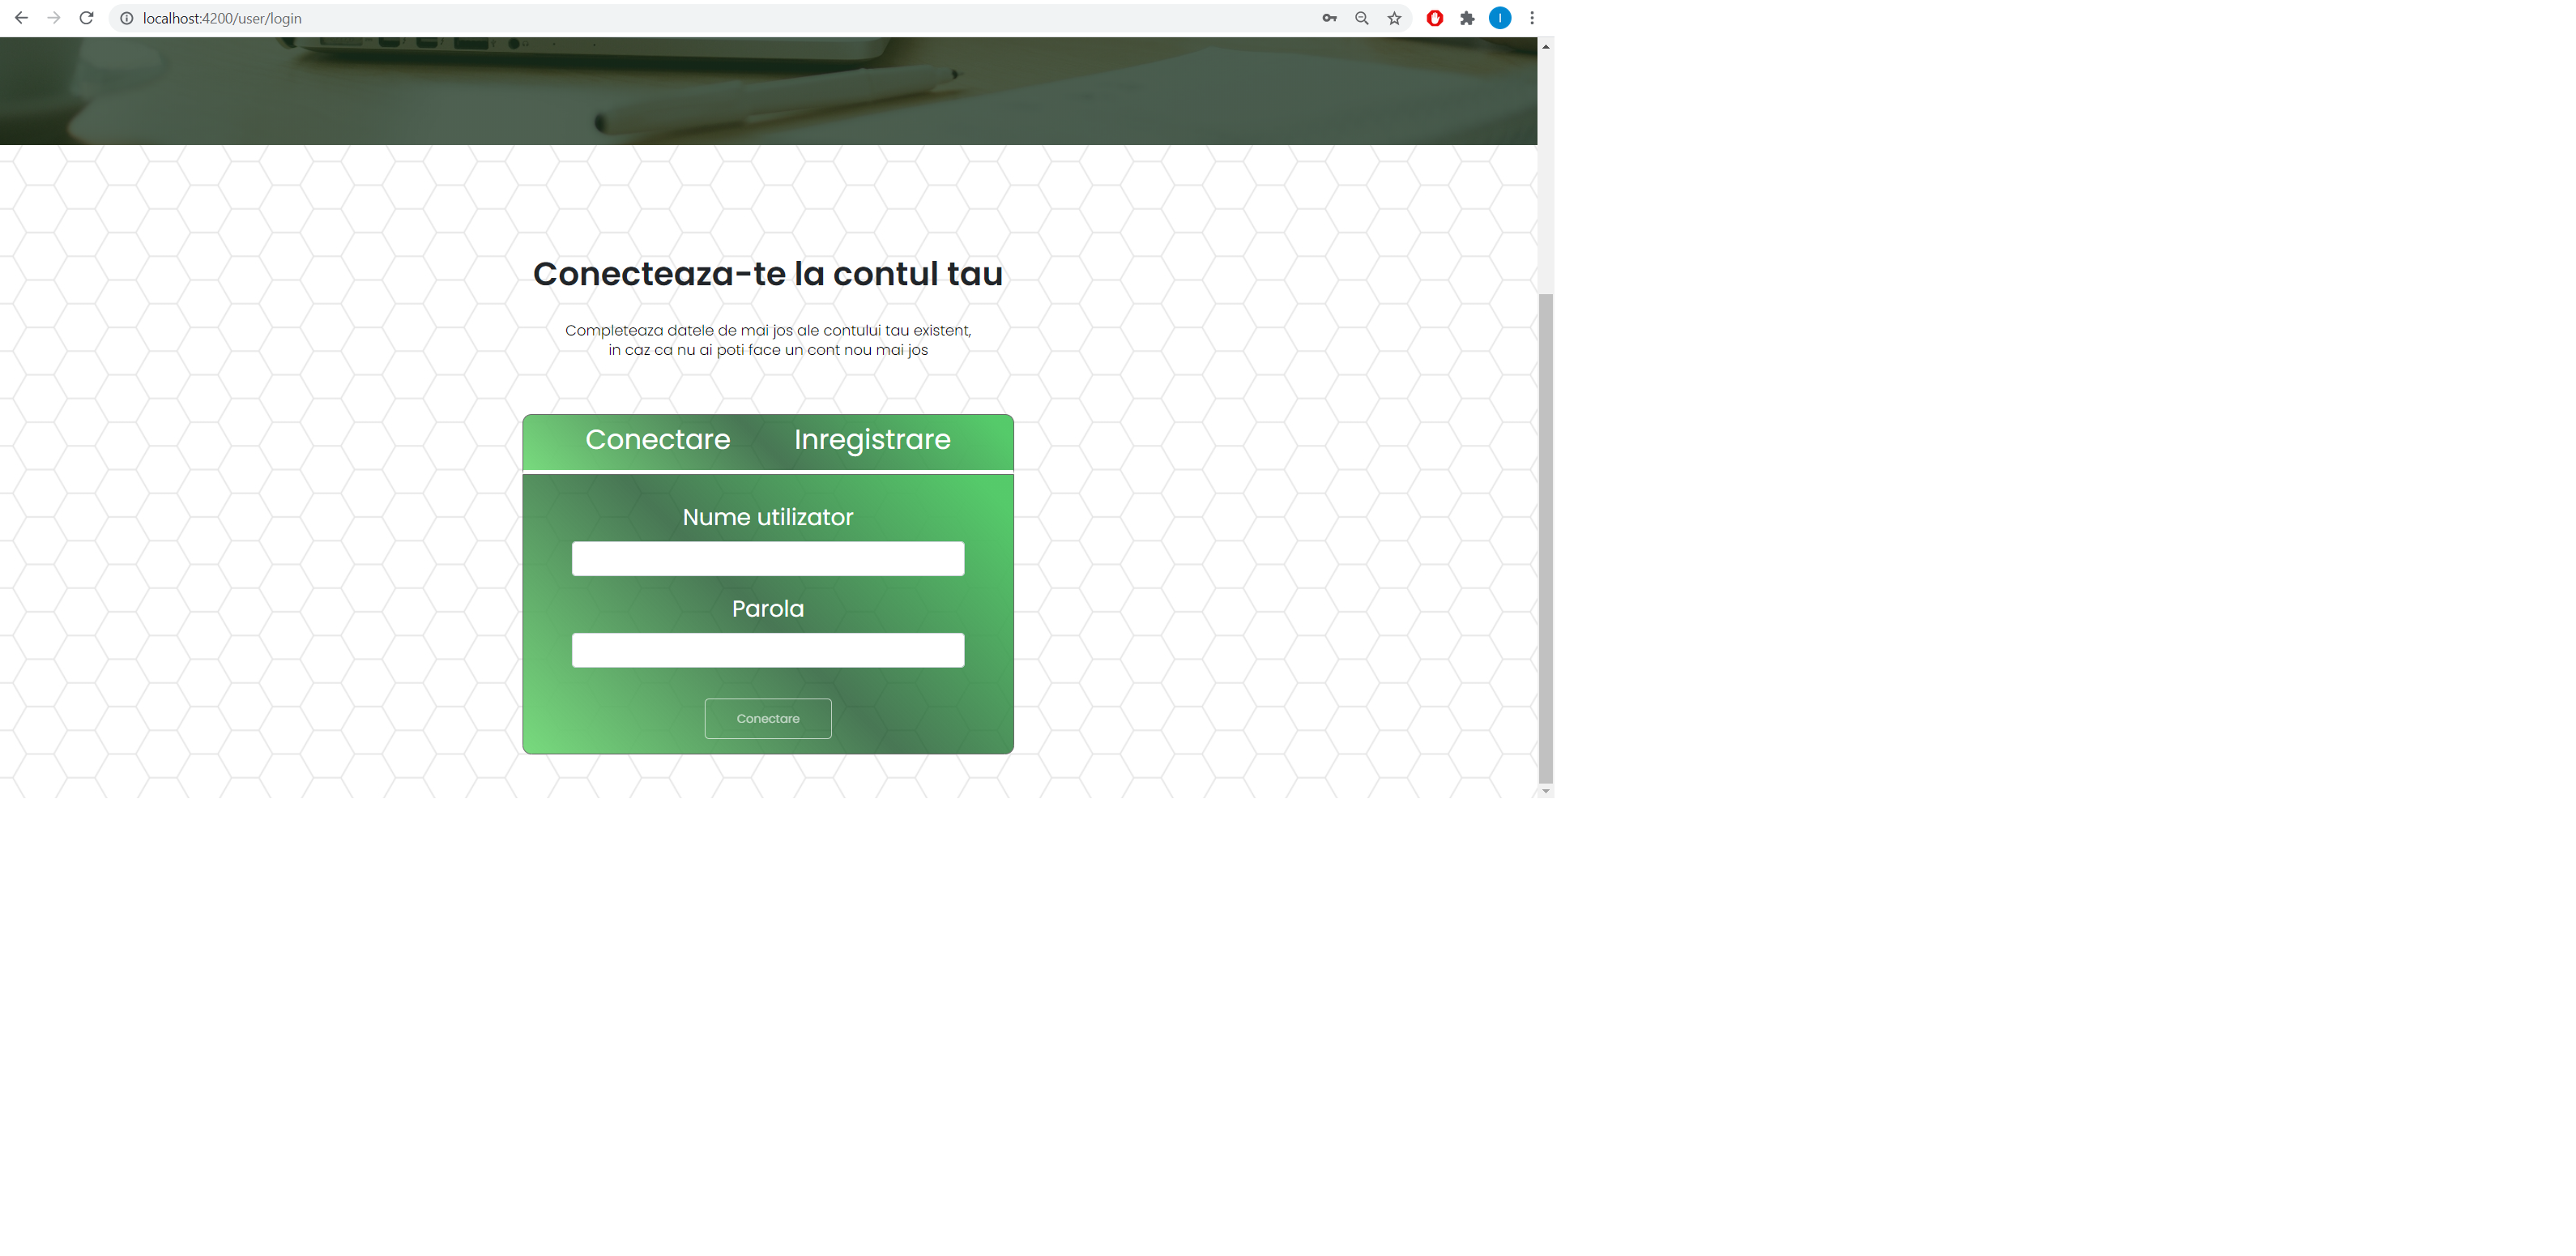 localhost:4200/user/login
I
Conecteaza-te la contul tau
Completeaza datele de mai jos ale contului tau existent,
in caz ca nu ai poti face un cont nou mai jos
Conectare Inregistrare
Nume utilizator
Parola
Conectare